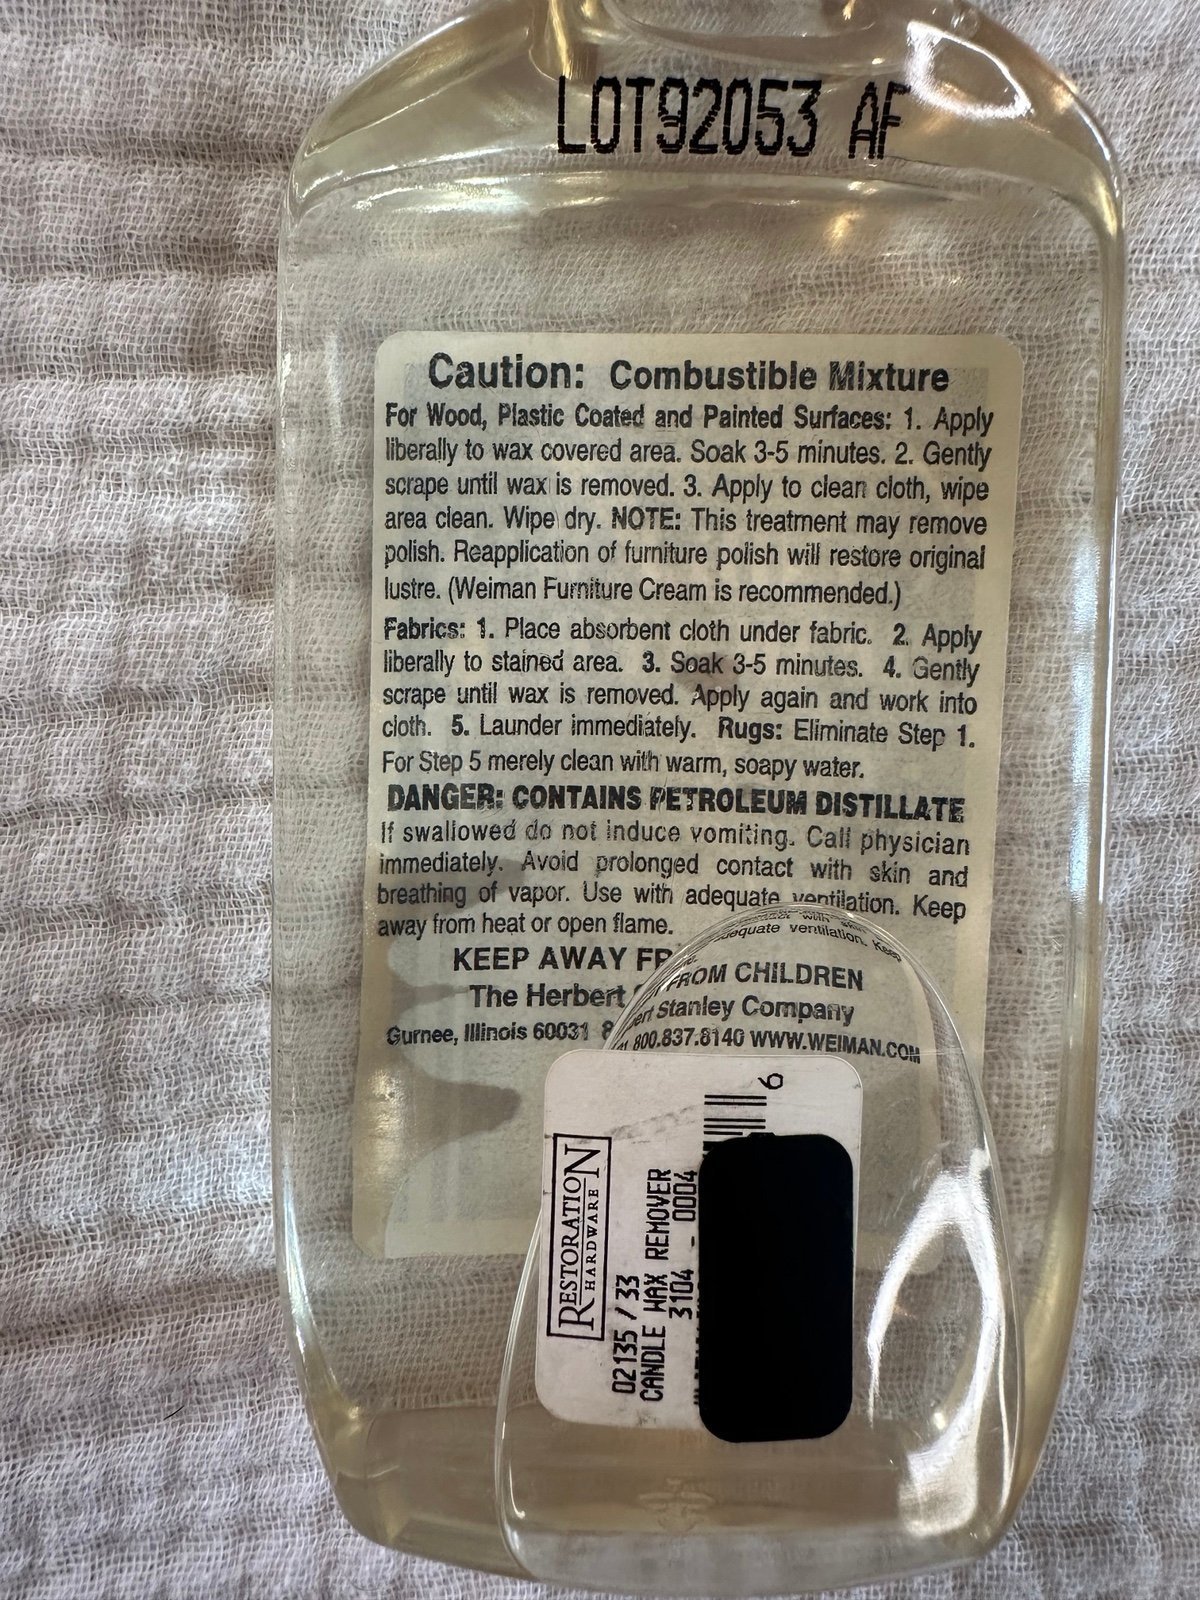 LOT92053 AF
Caution: Combustible Mixture
For Wood, Plastic Coated and Painted Surfaces: 1. Apply
liberally to wax covered area. Soak 3-5 minutes. 2. Gently
scrape until wax is removed. 3. Apply to clean cloth, wipe
area clean. Wipe dry. NOTE: This treatment may remove
polish. Reapplication of furniture polish will restore original
lustre. (Weiman Furniture Cream is recommended.)
Fabrics: 1. Place absorbent cloth under fabric. 2. Apply
liberally to stained area. 3. Soak 3-5 minutes. 4. Gently
scrape until wax is removed. Apply again and work into
cloth. 5. Launder immediately. Rugs: Eliminate Step 1.
For Step 5 merely clean with warm, soapy water.
DANGER: CONTAINS PETROLEUM DISTILLATE
If swallowed do not induce vomiting. Call physician
immediately. Avoid prolonged contact with skin and
breathing of vapor. Use with adequate ventilation. Keep
away from heat or open flame.
KEEP AWAY FROM CHILDREN
The Herbert Stanley Company
Gurnee, Illinois 60031 800.837.8140 WWW.WEIMAN.COM
6
RESTORATION
HARDWARE
02135 / 33
CANDLE WAX REMOVER
3104 - 0004